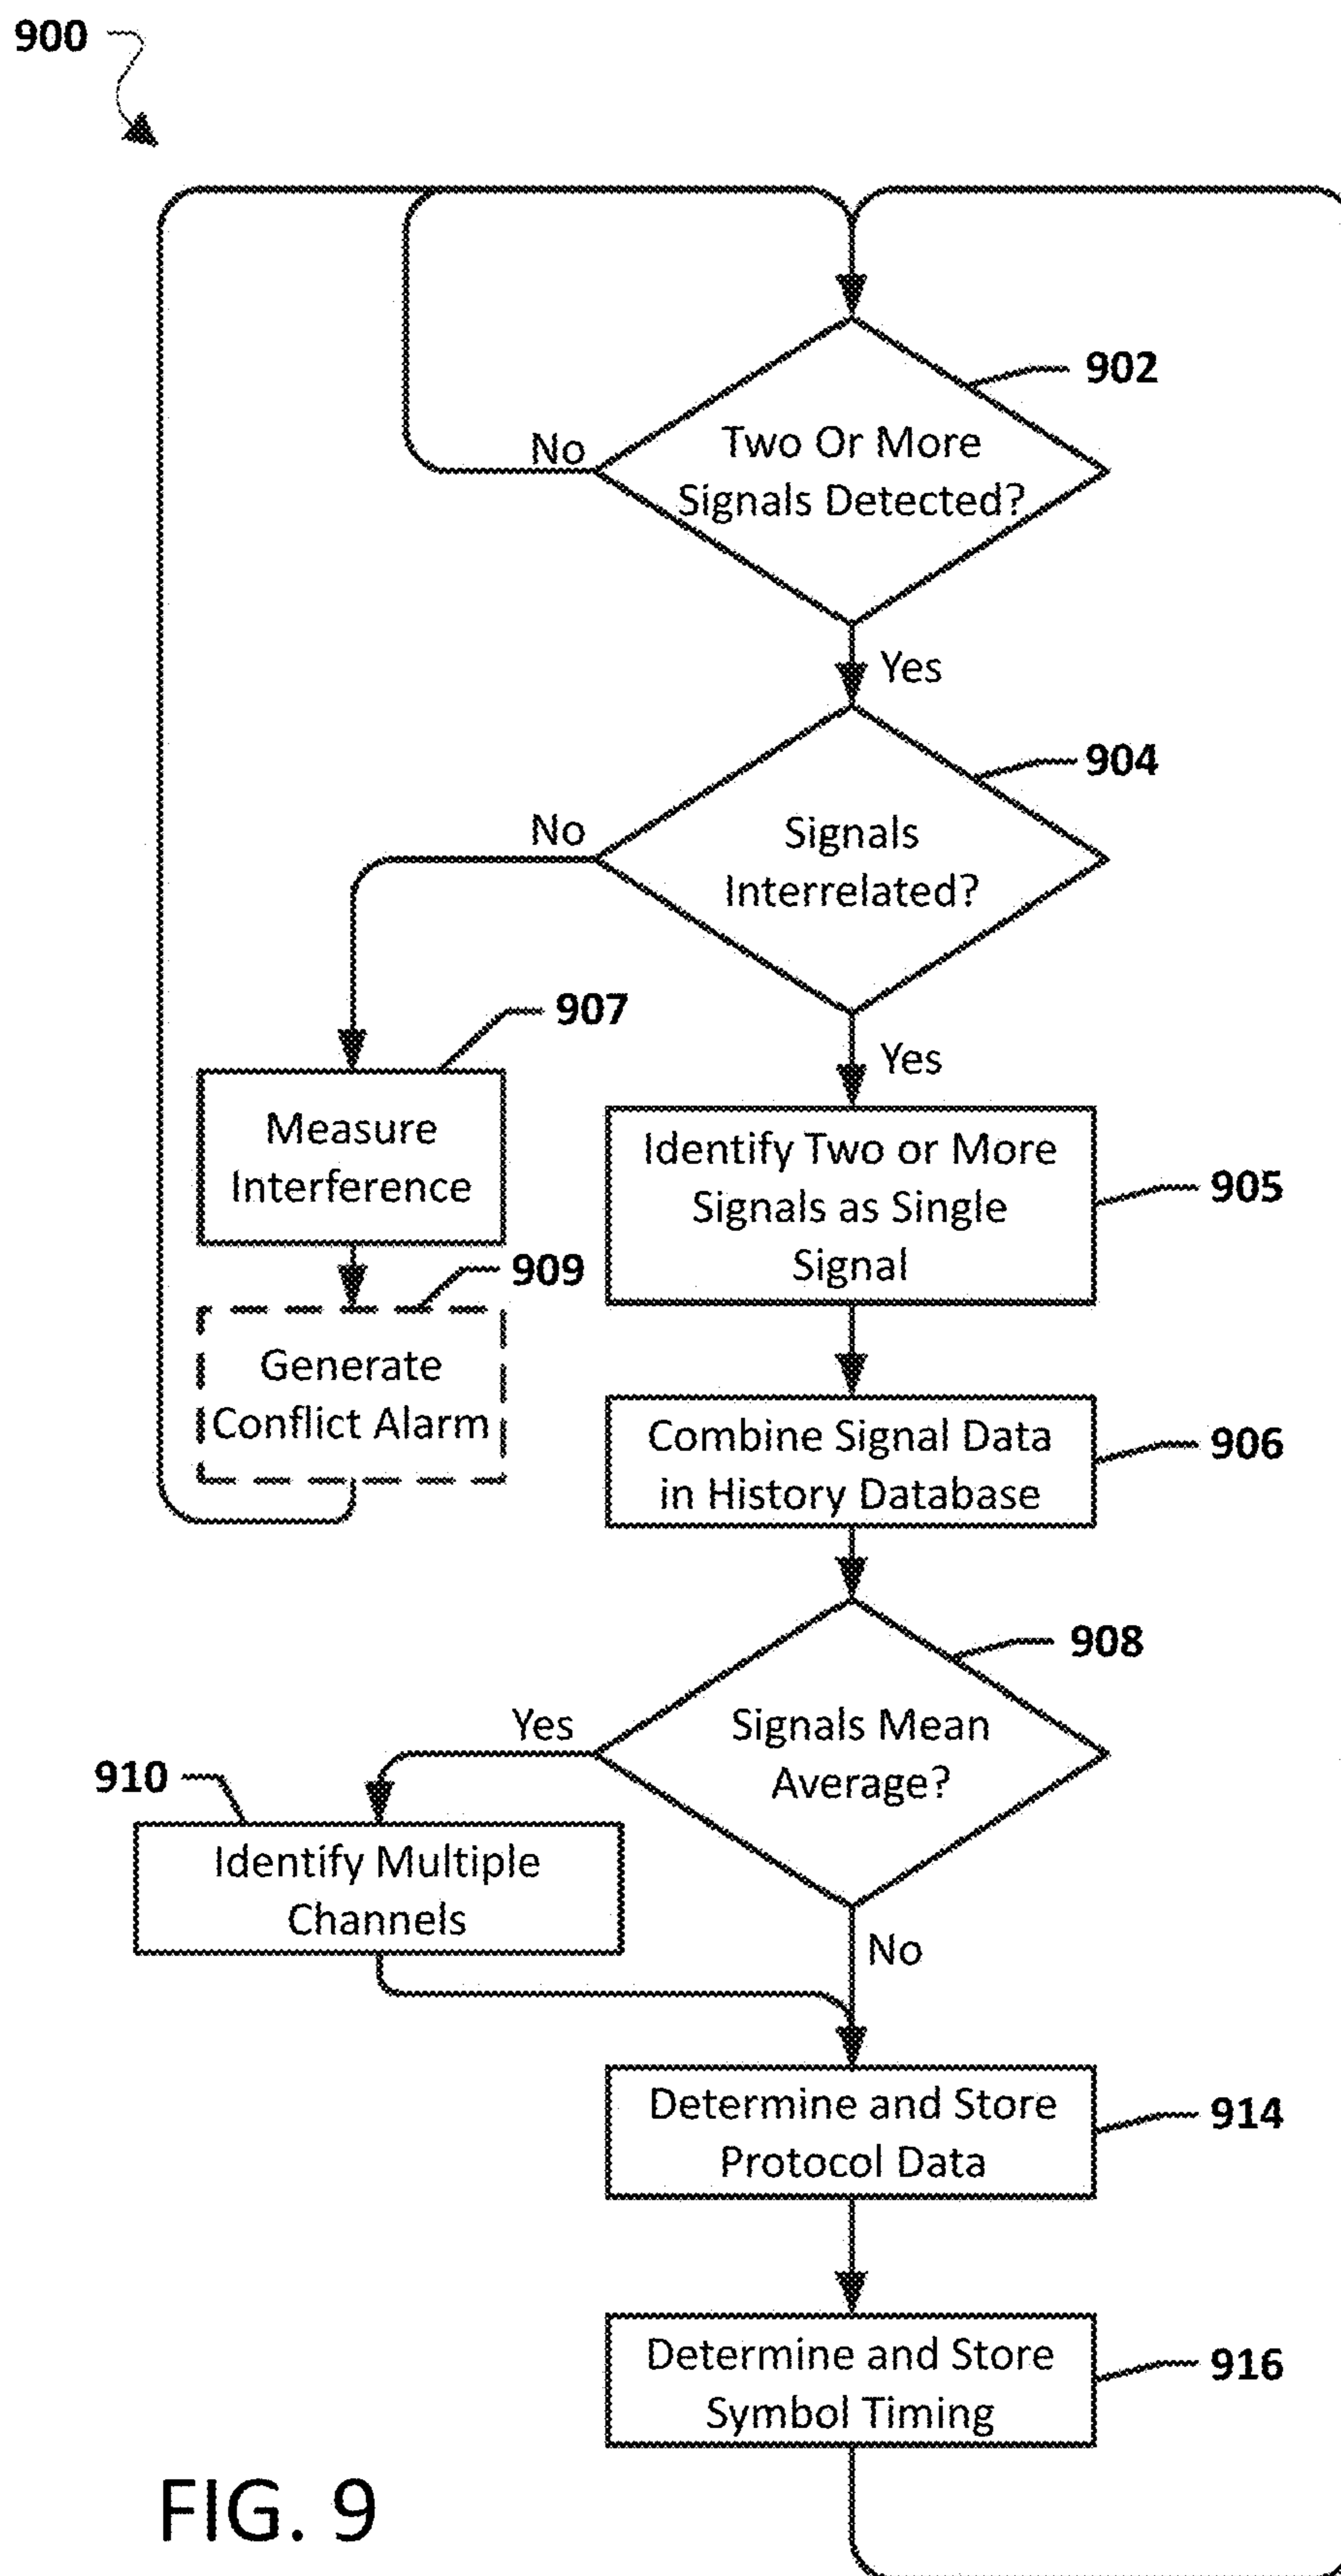 900
902
Two Or More
Signals Detected?
No
Yes
904
Signals
Interrelated?
No
Yes
907
Measure
Interference
905
Identify Two or More
Signals as Single
Signal
909
Generate
Conflict Alarm
906
Combine Signal Data
in History Database
908
Signals Mean
Average?
Yes
No
910
Identify Multiple
Channels
914
Determine and Store
Protocol Data
916
Determine and Store
Symbol Timing
FIG. 9